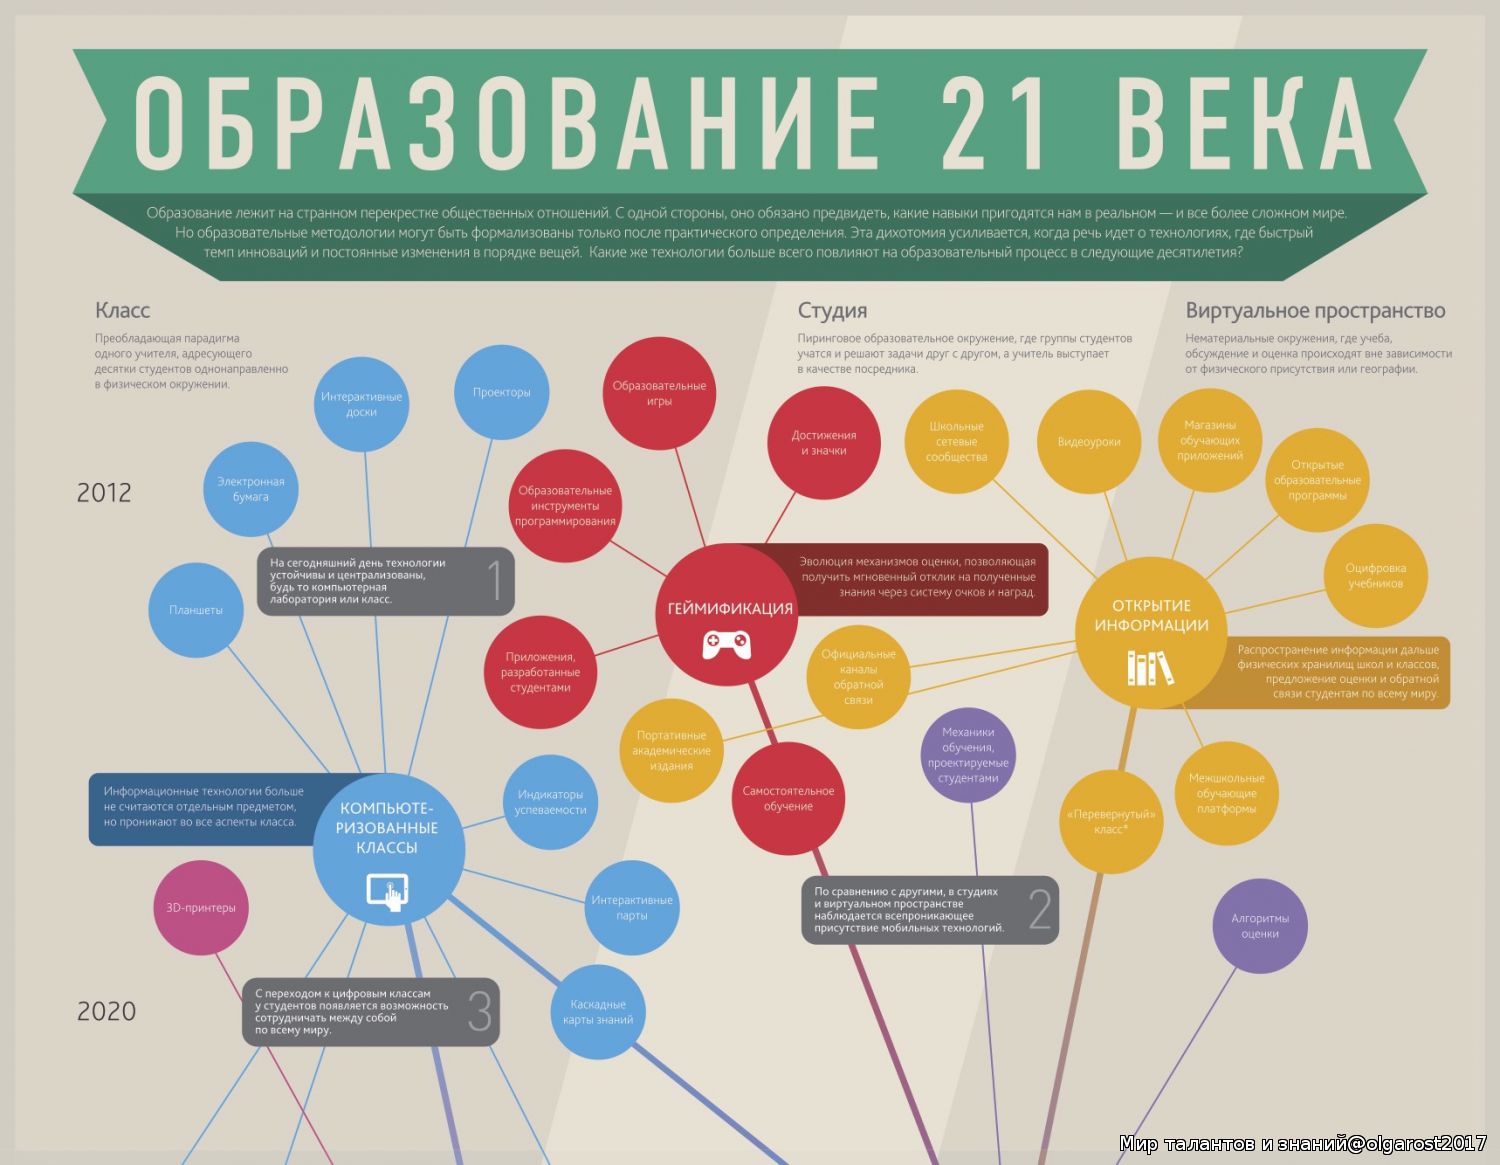 ОБРАЗОВАНИЕ 21 ВЕКА
Образование лежит на странном перекрестке общественных отношений. С одной стороны, оно обязано предвидеть, какие навыки пригодятся нам в реальном — и все более сложном мире.
Но образовательные методологии могут быть формализованы только после практического определения. Эта дихотомия усиливается, когда речь идет о технологиях, где быстрый
темп инноваций и постоянные изменения в порядке вещей. Какие же технологии больше всего повлияют на образовательный процесс в следующие десятилетия?
Класс
Преобладающая парадигма
одного учителя, адресующего
десятки студентов однонаправленно
в физическом окружении.
Студия
Пиринговое образовательное окружение, где группы студентов
учатся и решают задачи друг с другом, а учитель выступает
в качестве посредника.
Виртуальное пространство
Нематериальные окружения, где учеба,
обсуждение и оценка происходят вне зависимости
от физического присутствия или географии.
Интерактивные
доски
Проекторы
Образовательные
игры
Достижения
и значки
Школьные
сетевые
сообщества
Видеоуроки
Магазины
обучающих
приложений
Открытые
образовательные
программы
2012
Электронная
бумага
Образовательные
инструменты
программирования
Оцифровка
учебников
На сегодняшний день технологии
устойчивы и централизованы,
будь то компьютерная
лаборатория или класс.
1
Эволюция механизмов оценки, позволяющая
получить мгновенный отклик на полученные
знания через систему очков и наград.
Планшеты
ГЕЙМИФИКАЦИЯ
ОТКРЫТИЕ
ИНФОРМАЦИИ
Распространение информации дальше
физических хранилищ школ и классов,
предложение оценки и обратной
связи студентам по всему миру.
Приложения,
разработанные
студентами
Официальные
каналы
обратной
связи
Портативные
академические
издания
Механики
обучения,
проектируемые
студентами
Информационные технологии больше
не считаются отдельным предметом,
но проникают во все аспекты класса.
КОМПЬЮТЕ-
РИЗОВАННЫЕ
КЛАССЫ
Индикаторы
успеваемости
Самостоятельное
обучение
«Перевернутый»
класс*
Межшкольные
обучающие
платформы
3D-принтеры
Интерактивные
парты
По сравнению с другими, в студиях
и виртуальном пространстве
наблюдается всепроникающее
присутствие мобильных технологий.
2
Алгоритмы
оценки
2020
С переходом к цифровым классам
у студентов появляется возможность
сотрудничать между собой
по всему миру.
3
Каскадные
карты знаний
Мир талантов и знаний@olgarost2017